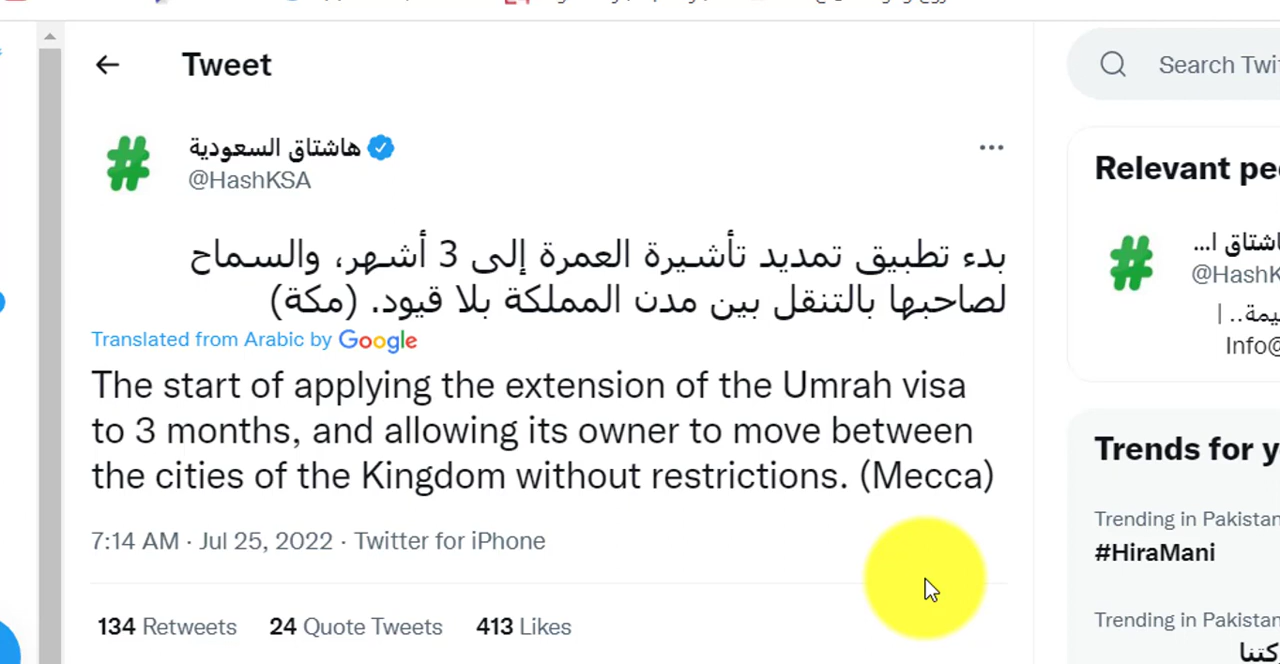 Tweet
هاشتاق السعودية
@HashKSA
بدء تطبيق تمديد تأشيرة العمرة إلى 3 أشهر، والسماح
لصاحبها بالتنقل بين مدن المملكة بلا قيود. (مكة)
Translated from Arabic by Google
The start of applying the extension of the Umrah visa
to 3 months, and allowing its owner to move between
the cities of the Kingdom without restrictions. (Mecca)
7:14 AM · Jul 25, 2022 · Twitter for iPhone
134 Retweets 24 Quote Tweets 413 Likes
Search
Relevant
Info@
Trends for
Trending in Pakistan
#HiraMani
Trending in Pakistan